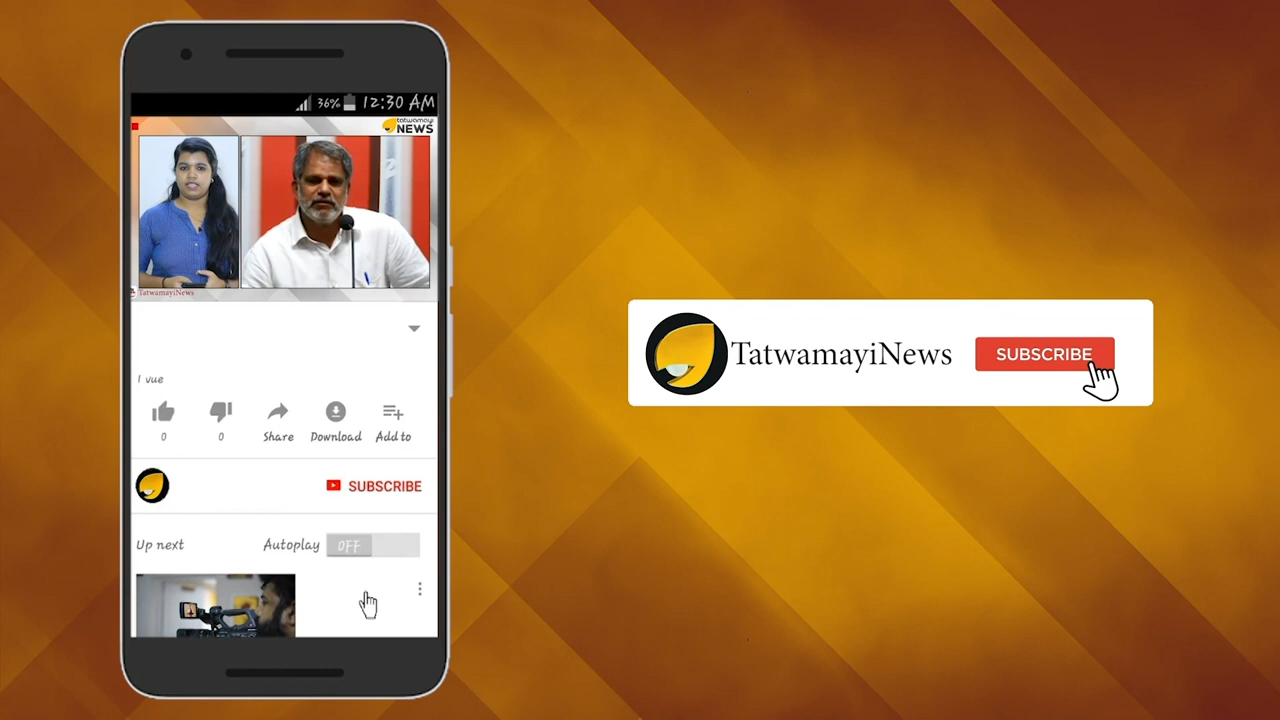 36% 12:30 AM
tatwamayi
NEWS
TatwamayiNews
1 vue
0 0 Share Download Add to
SUBSCRIBE
Up next Autoplay OFF
TatwamayiNews SUBSCRIBE